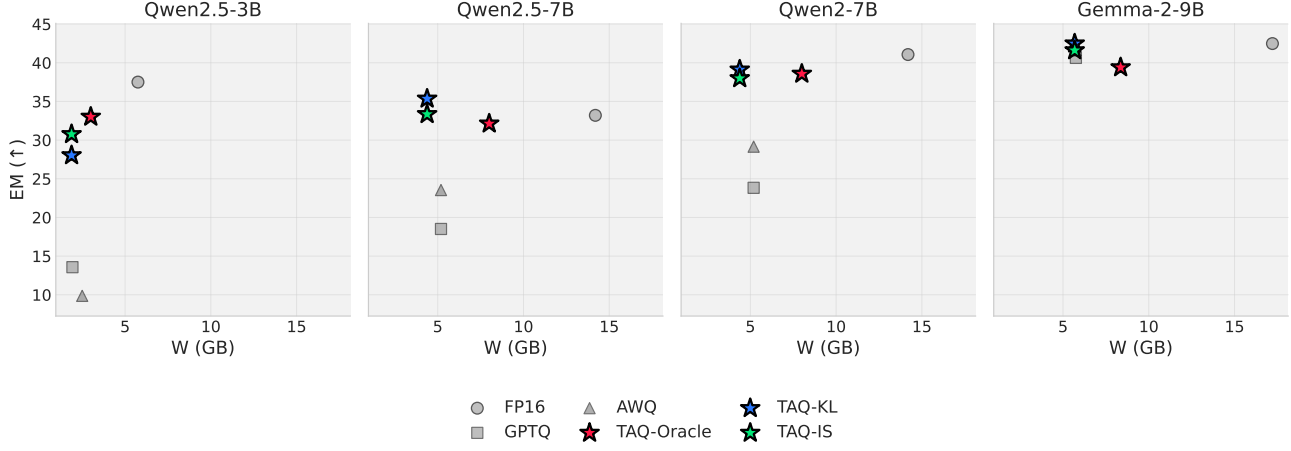 Qwen2.5-3B Qwen2.5-7B Qwen2-7B Gemma-2-9B
EM (↑)
45
40
35
30
25
20
15
10
5 10 15 5 10 15 5 10 15 5 10 15
W (GB) W (GB) W (GB) W (GB)
FP16 AWQ TAQ-KL
GPTQ TAQ-Oracle TAQ-IS